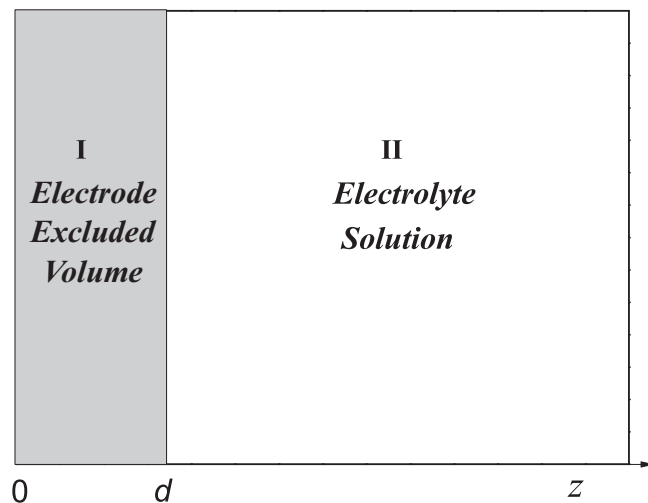 I
Electrode
Excluded
Volume
II
Electrolyte
Solution
0
d
z